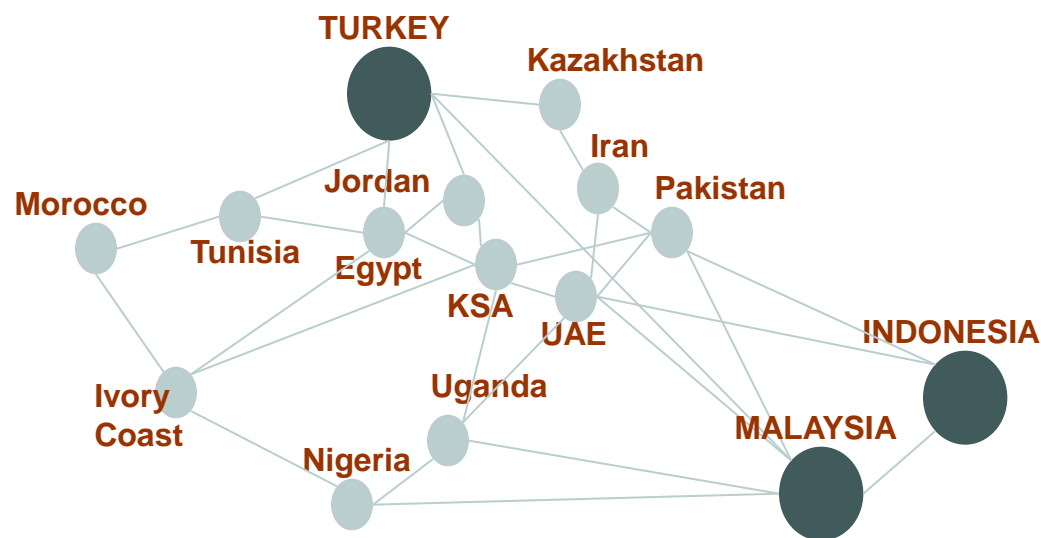 TURKEY
Kazakhstan
Iran
Jordan
Pakistan
Morocco
Tunisia
Egypt
KSA
UAE
INDONESIA
Uganda
Ivory
Coast
MALAYSIA
Nigeria